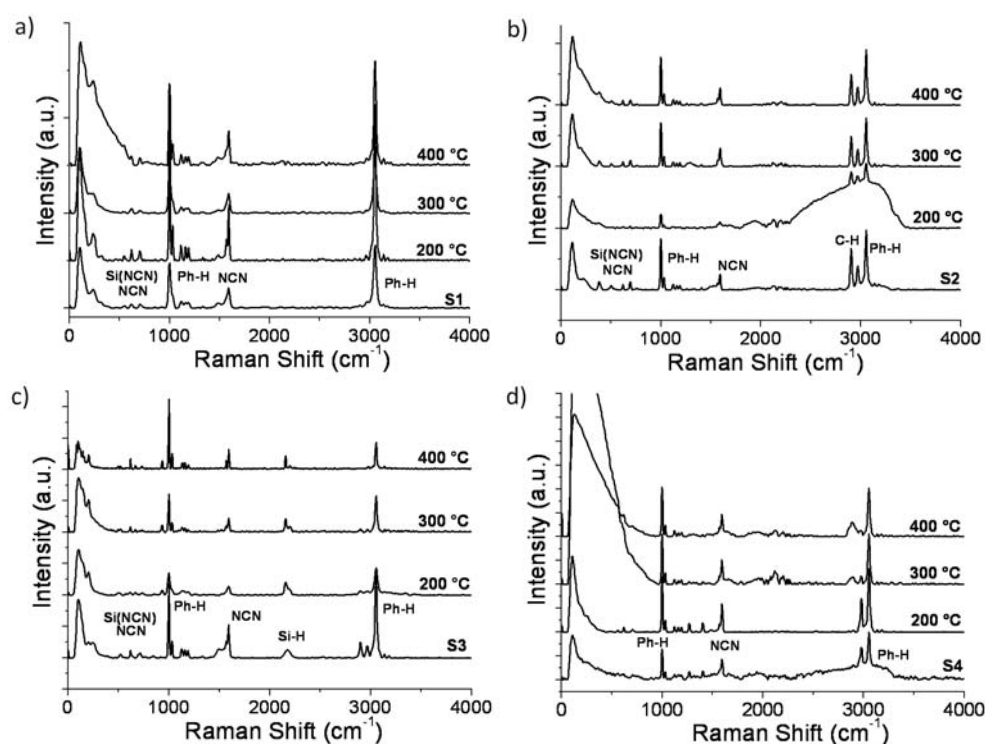 a)
Intensity (a.u.)
400 °C
300 °C
200 °C
Si(NCN)
NCN
Ph-H
NCN
Ph-H
S1
0 1000 2000 3000 4000
Raman Shift (cm-1)
b)
Intensity (a.u.)
400 °C
300 °C
200 °C
Si(NCN)
NCN
Ph-H
NCN
C-H
Ph-H
S2
0 1000 2000 3000 4000
Raman Shift (cm-1)
c)
Intensity (a.u.)
400 °C
300 °C
200 °C
Si(NCN)
NCN
Ph-H
NCN
Si-H
Ph-H
S3
0 1000 2000 3000 4000
Raman Shift (cm-1)
d)
Intensity (a.u.)
400 °C
300 °C
200 °C
Ph-H
NCN
Ph-H
S4
0 1000 2000 3000 4000
Raman Shift (cm-1)